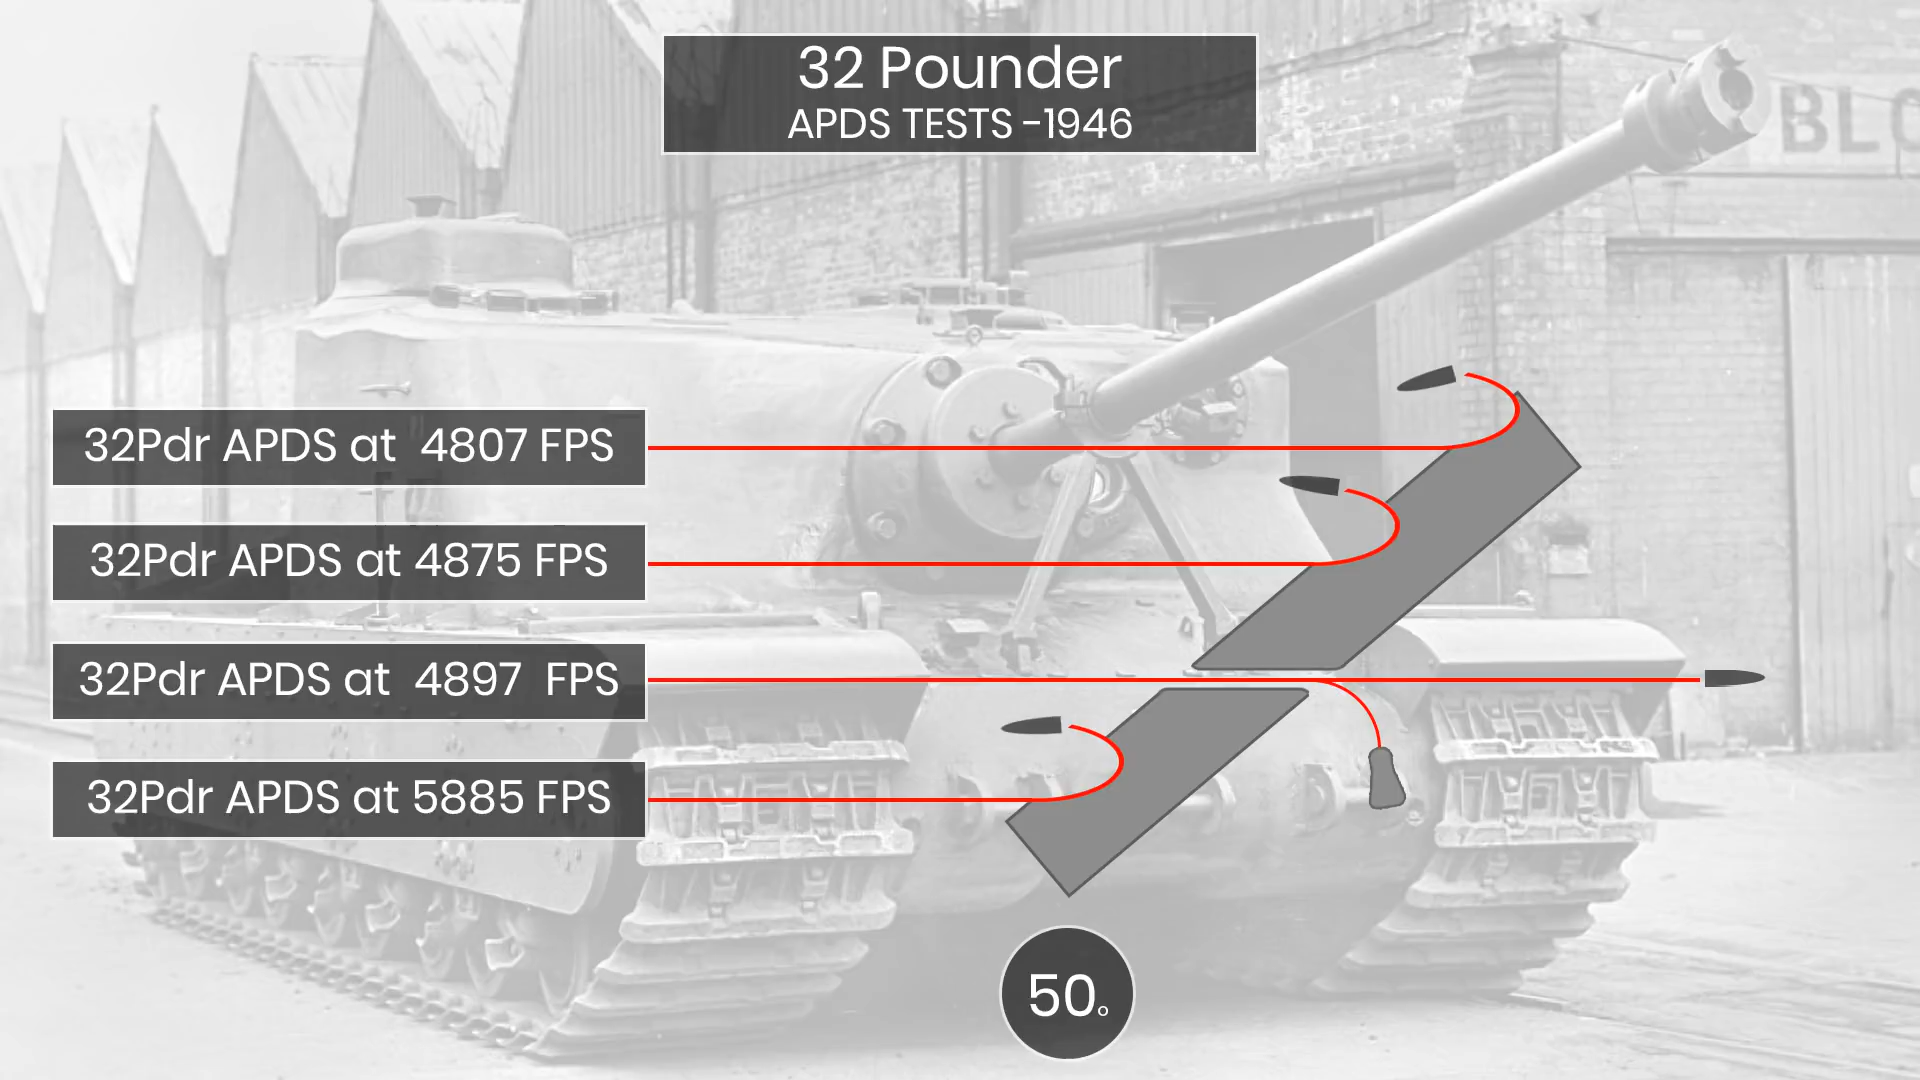 32 Pounder
APDS TESTS -1946
BLO
32Pdr APDS at 4807 FPS
32Pdr APDS at 4875 FPS
32Pdr APDS at 4897 FPS
32Pdr APDS at 5885 FPS
50°